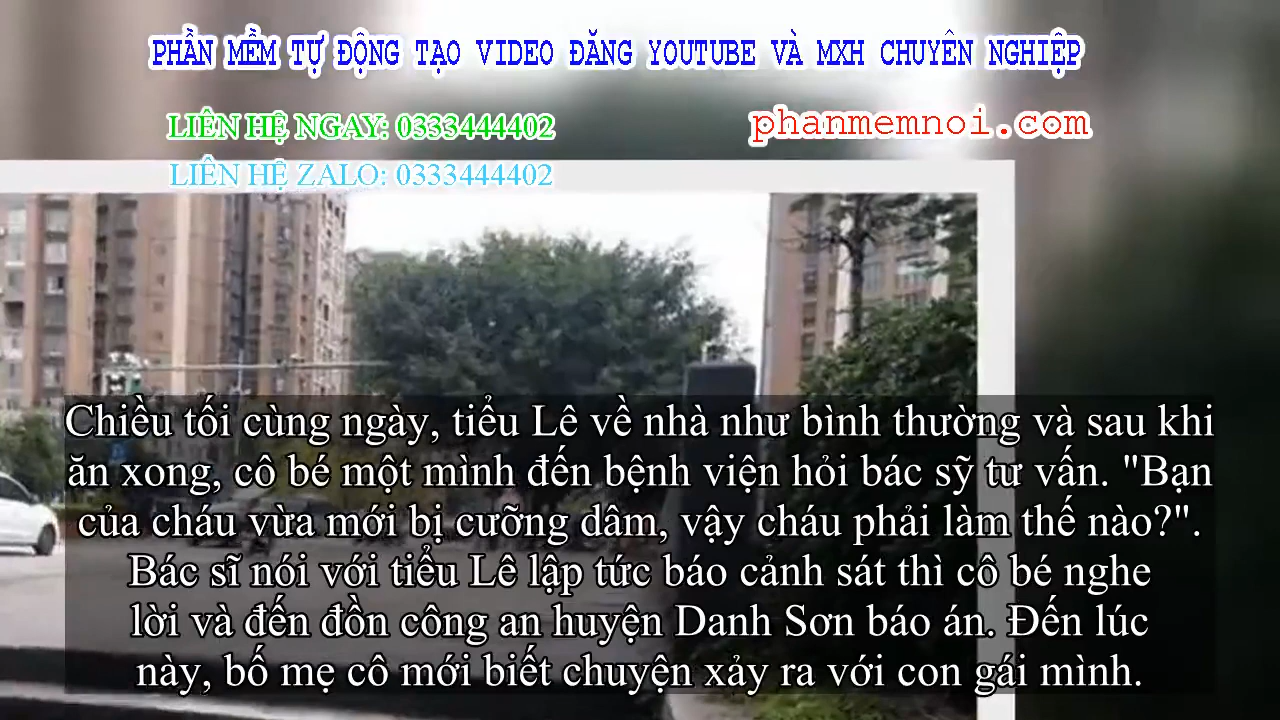 PHẦN MỀM TỰ ĐỘNG TẠO VIDEO ĐĂNG YOUTUBE VÀ MXH CHUYÊN NGHIỆP
LIÊN HỆ NGAY: 0333444402
phanmemnoi.com
LIÊN HỆ ZALO: 0333444402
Chiều tối cùng ngày, tiểu Lê về nhà như bình thường và sau khi
ăn xong, cô bé một mình đến bệnh viện hỏi bác sỹ tư vấn. "Bạn
của cháu vừa mới bị cưỡng dâm, vậy cháu phải làm thế nào?".
Bác sĩ nói với tiểu Lê lập tức báo cảnh sát thì cô bé nghe
lời và đến đồn công an huyện Danh Sơn báo án. Đến lúc
này, bố mẹ cô mới biết chuyện xảy ra với con gái mình.